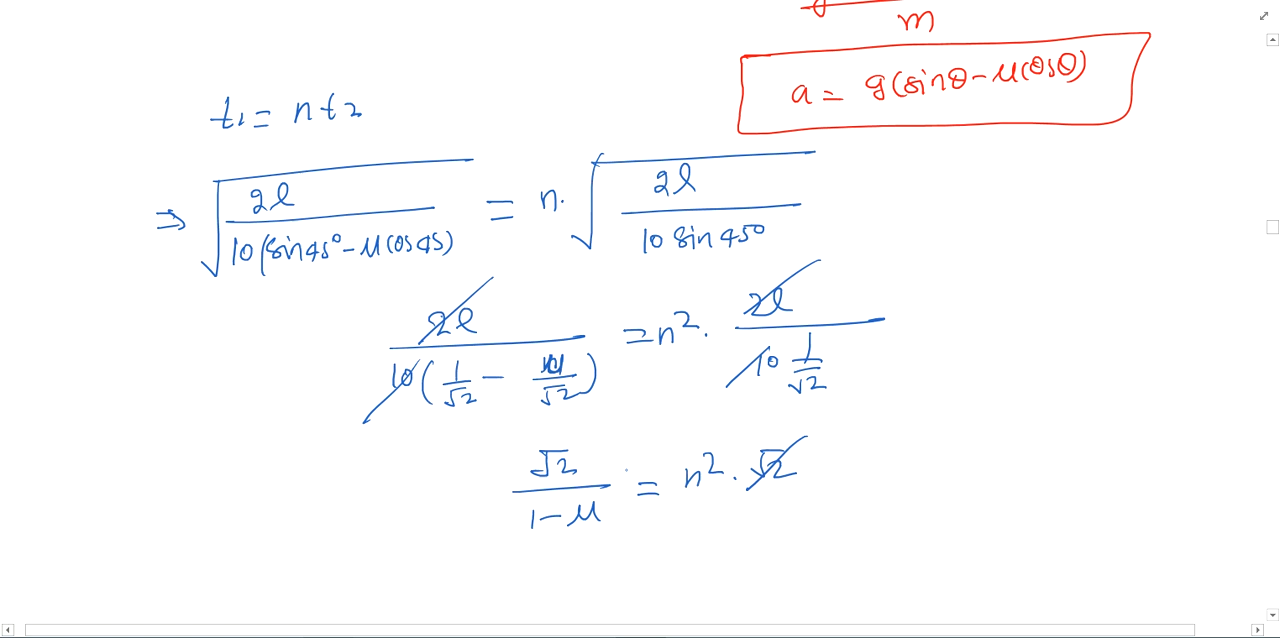 m
a = g(sinθ - μcosθ)
t₁ = nt₂
⇒ √(2l / 10(sin45° - μcos45)) = n. √(2l / 10 sin45°)
2l / 10(1/√2 - μ/√2) = n². 2l / 10 1/√2
√2 / 1-μ = n². √2